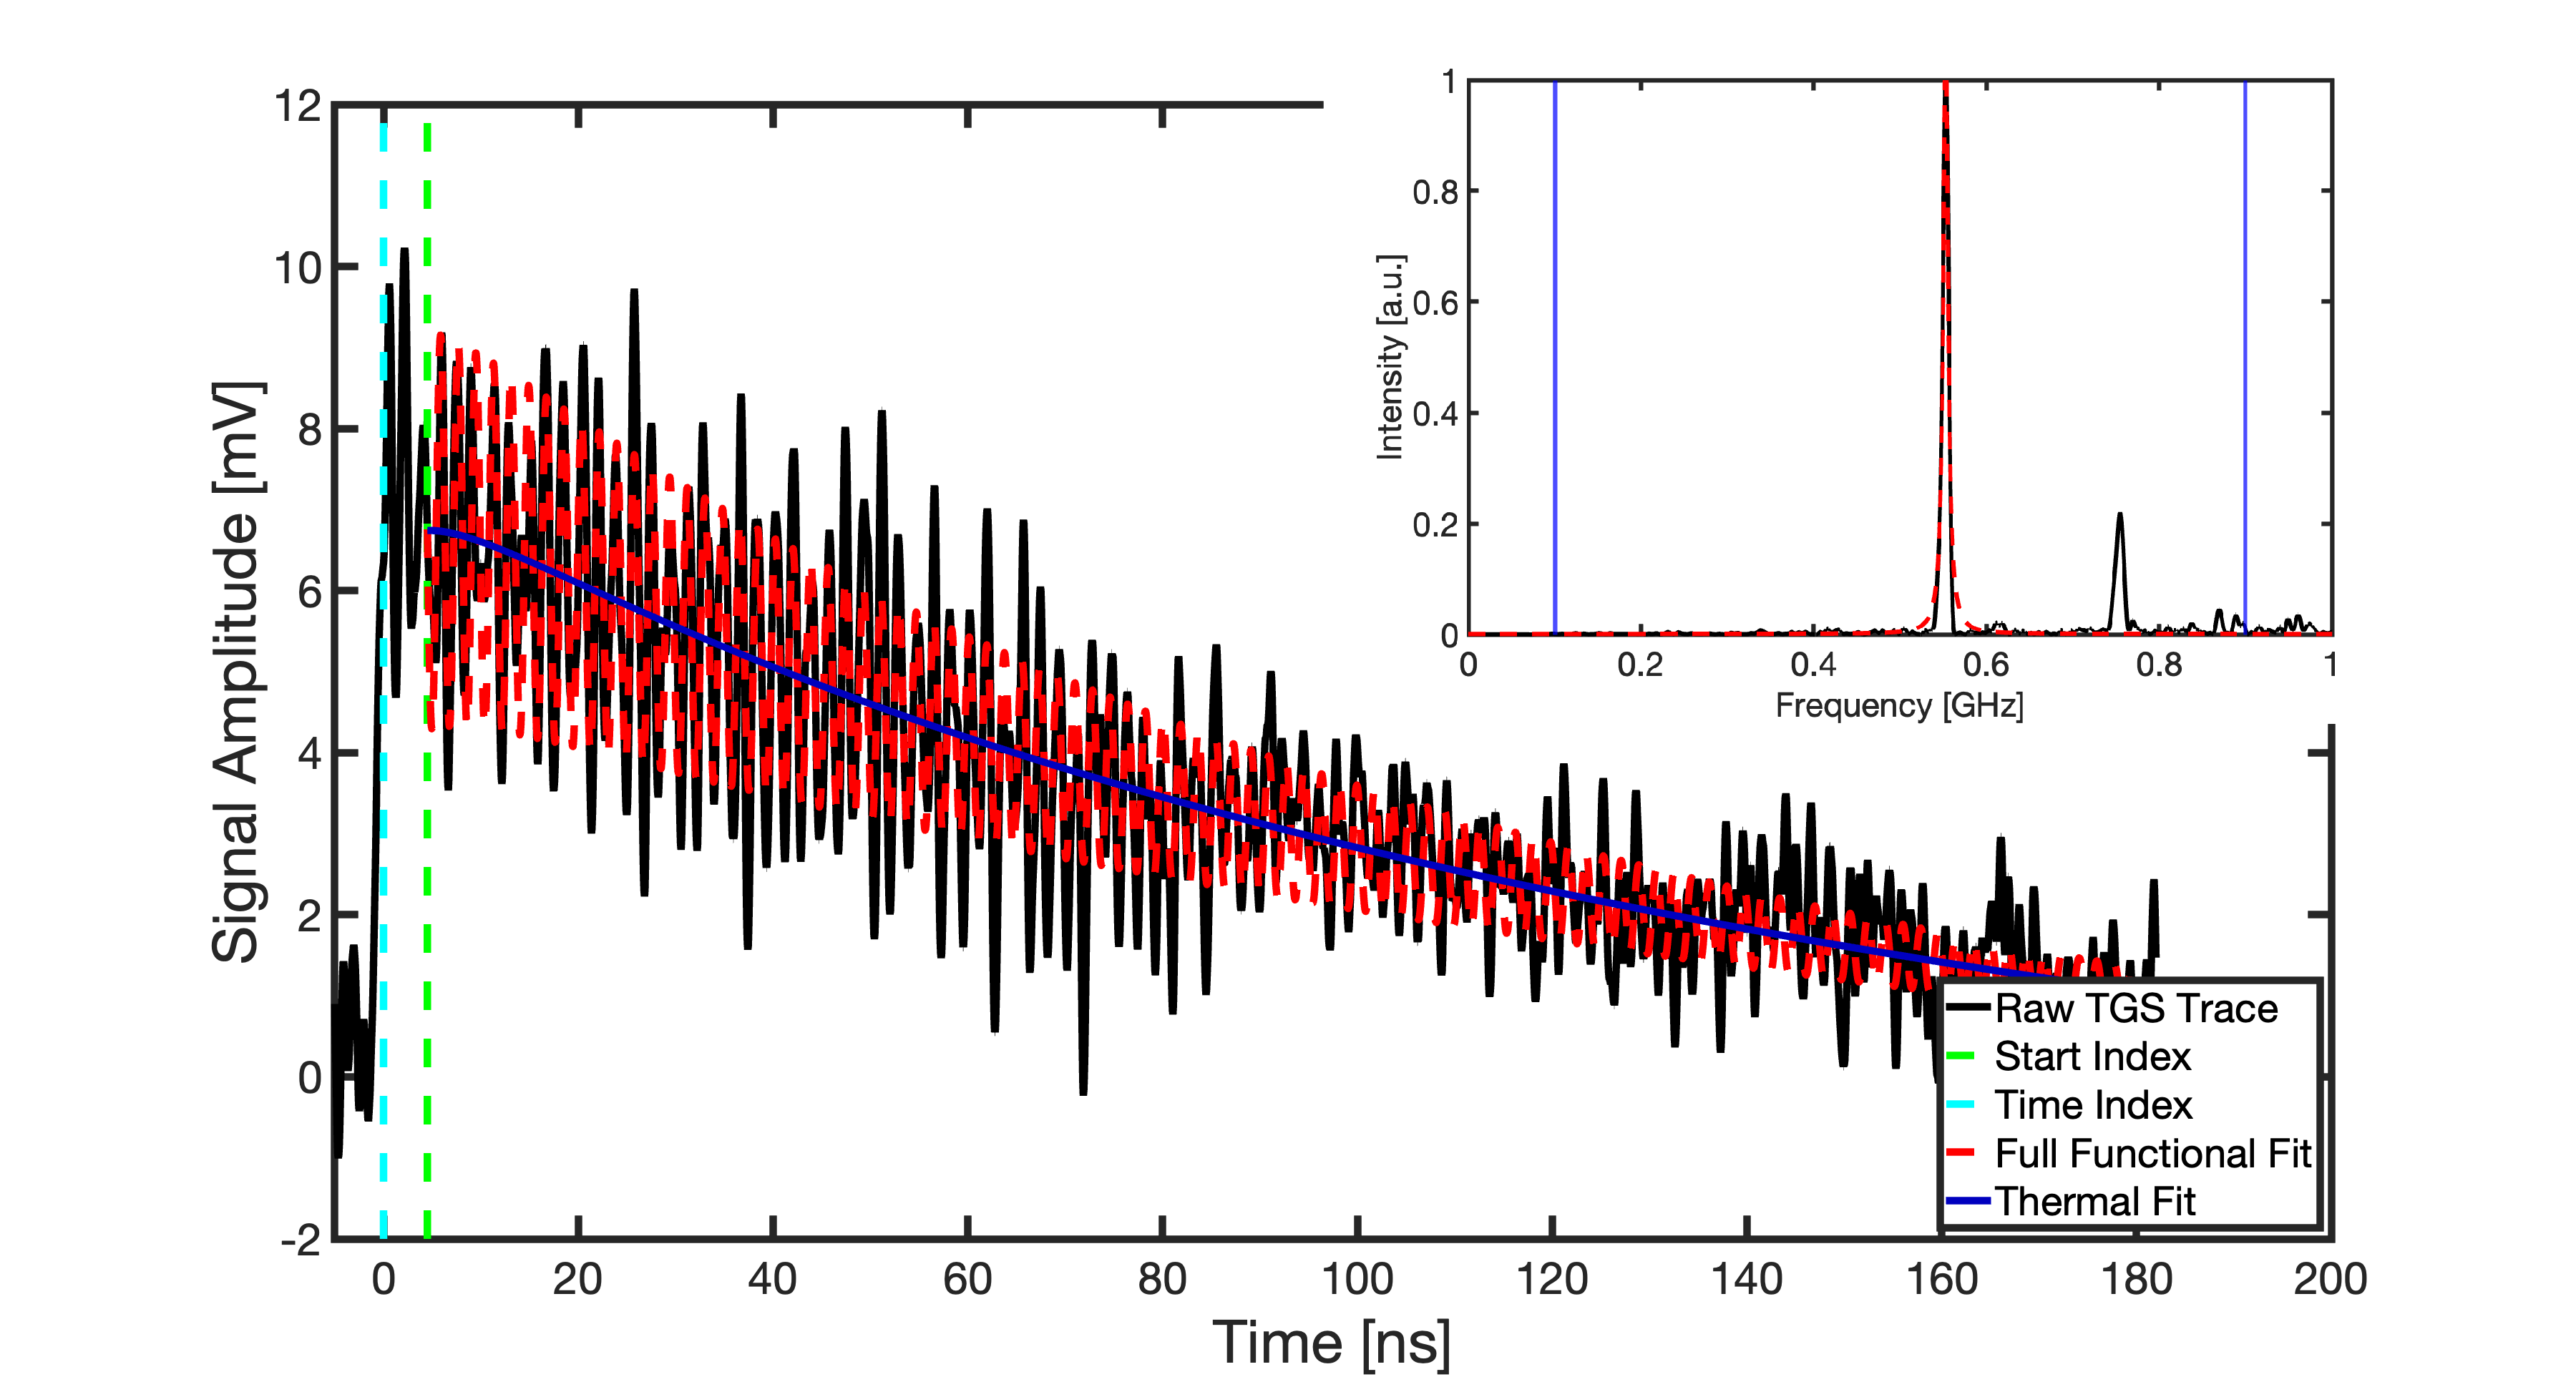 12
10
8
6
4
2
0
-2
Signal Amplitude [mV]
0 20 40 60 80 100 120 140 160 180 200
Time [ns]
1
0.8
0.6
0.4
0.2
0
Intensity [a.u.]
0 0.2 0.4 0.6 0.8 1
Frequency [GHz]
Raw TGS Trace
Start Index
Time Index
Full Functional Fit
Thermal Fit